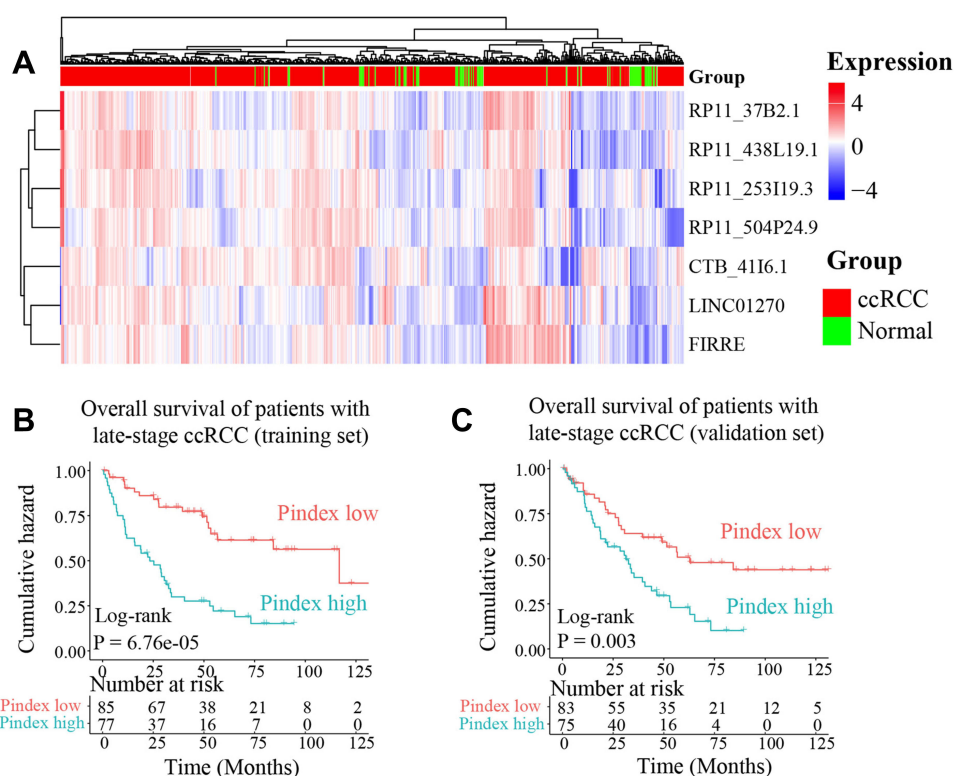 A
Group
Expression
4
0
−4
RP11_37B2.1
RP11_438L19.1
RP11_253I19.3
RP11_504P24.9
CTB_41I6.1
LINC01270
FIRRE
Group
ccRCC
Normal
B
Overall survival of patients with
late-stage ccRCC (training set)
Cumulative hazard
1.00
0.75
0.50
0.25
0.00
Pindex low
Pindex high
Log-rank
P = 6.76e-05
0 25 50 75 100 125
Number at risk
Pindex low 85 67 38 21 8 2
Pindex high 77 37 16 7 0 0
0 25 50 75 100 125
Time (Months)
C
Overall survival of patients with
late-stage ccRCC (validation set)
Cumulative hazard
1.00
0.75
0.50
0.25
0.00
Pindex low
Pindex high
Log-rank
P = 0.003
0 25 50 75 100 125
Number at risk
Pindex low 83 55 35 21 12 5
Pindex high 75 40 16 4 0 0
0 25 50 75 100 125
Time (Months)